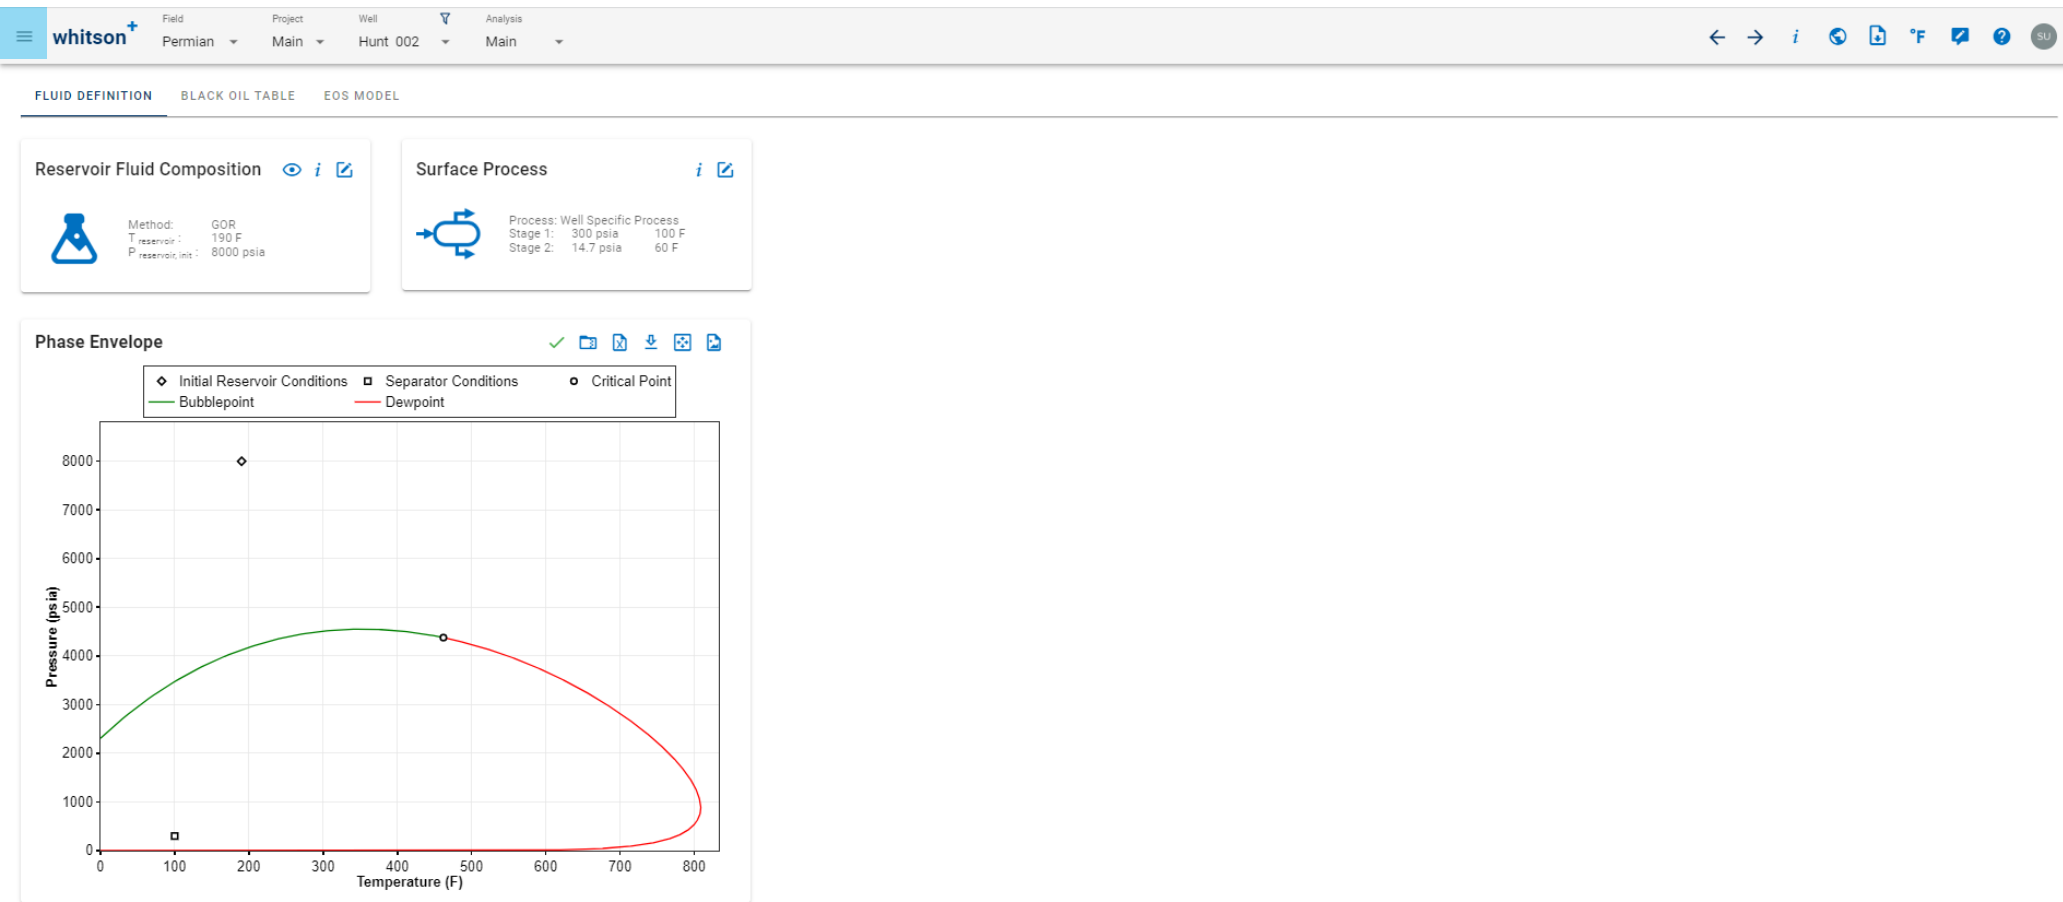 Field Project Well Analysis
whitson+ Permian Main Hunt 002 Main i °F ? SU
FLUID DEFINITION BLACK OIL TABLE EOS MODEL
Reservoir Fluid Composition i
Method: GOR
T reservoir : 190 F
P reservoir, init : 8000 psia
Surface Process i
Process: Well Specific Process
Stage 1: 300 psia 100 F
Stage 2: 14.7 psia 60 F
Phase Envelope
Initial Reservoir Conditions Separator Conditions Critical Point
Bubblepoint Dewpoint
8000
7000
6000
5000
4000
3000
2000
1000
0
Pressure (psia)
0 100 200 300 400 500 600 700 800
Temperature (F)